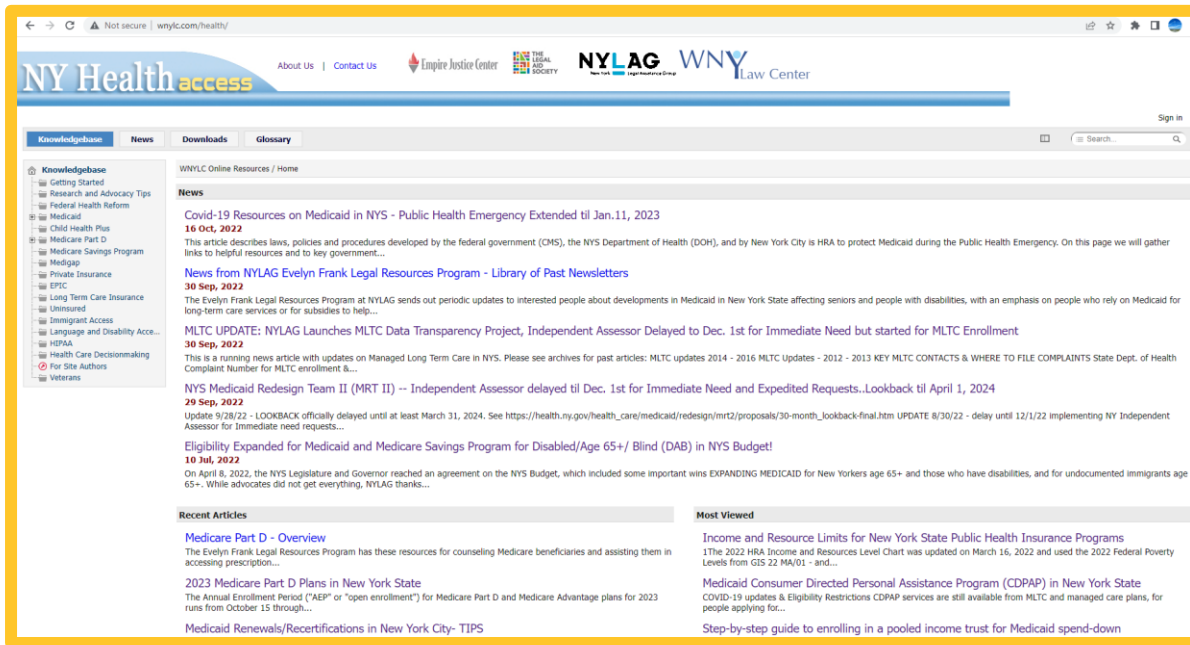 Not secure | wnylc.com/health/
NY Health access
About Us | Contact Us
Empire Justice Center
THE LEGAL AID SOCIETY
NYLAG
WNY Law Center
Sign in
Knowledgebase News Downloads Glossary
Search...
Knowledgebase
Getting Started
Research and Advocacy Tips
Federal Health Reform
Medicaid
Child Health Plus
Medicare Part D
Medicare Savings Program
Medigap
Private Insurance
EPIC
Long Term Care Insurance
Uninsured
Immigrant Access
Language and Disability Acce...
HIPAA
Health Care Decisionmaking
For Site Authors
Veterans
WNYLC Online Resources / Home
News
Covid-19 Resources on Medicaid in NYS - Public Health Emergency Extended til Jan.11, 2023
16 Oct, 2022
This article describes laws, policies and procedures developed by the federal government (CMS), the NYS Department of Health (DOH), and by New York City is HRA to protect Medicaid during the Public Health Emergency. On this page we will gather
links to helpful resources and to key government...
News from NYLAG Evelyn Frank Legal Resources Program - Library of Past Newsletters
30 Sep, 2022
The Evelyn Frank Legal Resources Program at NYLAG sends out periodic updates to interested people about developments in Medicaid in New York State affecting seniors and people with disabilities, with an emphasis on people who rely on Medicaid for
long-term care services or for subsidies to help...
MLTC UPDATE: NYLAG Launches MLTC Data Transparency Project, Independent Assessor Delayed to Dec. 1st for Immediate Need but started for MLTC Enrollment
30 Sep, 2022
This is a running news article with updates on Managed Long Term Care in NYS. Please see archives for past articles: MLTC updates 2014 - 2016 MLTC Updates - 2012 - 2013 KEY MLTC CONTACTS & WHERE TO FILE COMPLAINTS State Dept. of Health
Complaint Number for MLTC enrollment &...
NYS Medicaid Redesign Team II (MRT II) -- Independent Assessor delayed til Dec. 1st for Immediate Need and Expedited Requests..Lookback til April 1, 2024
29 Sep, 2022
Update 9/28/22 - LOOKBACK officially delayed until at least March 31, 2024. See https://health.ny.gov/health_care/medicaid/redesign/mrt2/proposals/30-month_lookback-final.htm UPDATE 8/30/22 - delay until 12/1/22 implementing NY Independent
Assessor for Immediate need requests...
Eligibility Expanded for Medicaid and Medicare Savings Program for Disabled/Age 65+/ Blind (DAB) in NYS Budget!
10 Jul, 2022
On April 8, 2022, the NYS Legislature and Governor reached an agreement on the NYS Budget, which included some important wins EXPANDING MEDICAID for New Yorkers age 65+ and those who have disabilities, and for undocumented immigrants age
65+. While advocates did not get everything, NYLAG thanks...
Recent Articles
Medicare Part D - Overview
The Evelyn Frank Legal Resources Program has these resources for counseling Medicare beneficiaries and assisting them in
accessing prescription...
2023 Medicare Part D Plans in New York State
The Annual Enrollment Period ("AEP" or "open enrollment") for Medicare Part D and Medicare Advantage plans for 2023
runs from October 15 through...
Medicaid Renewals/Recertifications in New York City- TIPS
Most Viewed
Income and Resource Limits for New York State Public Health Insurance Programs
1The 2022 HRA Income and Resources Level Chart was updated on March 16, 2022 and used the 2022 Federal Poverty
Levels from GIS 22 MA/01 - and...
Medicaid Consumer Directed Personal Assistance Program (CDPAP) in New York State
COVID-19 updates & Eligibility Restrictions CDPAP services are still available from MLTC and managed care plans, for
people applying for...
Step-by-step guide to enrolling in a pooled income trust for Medicaid spend-down